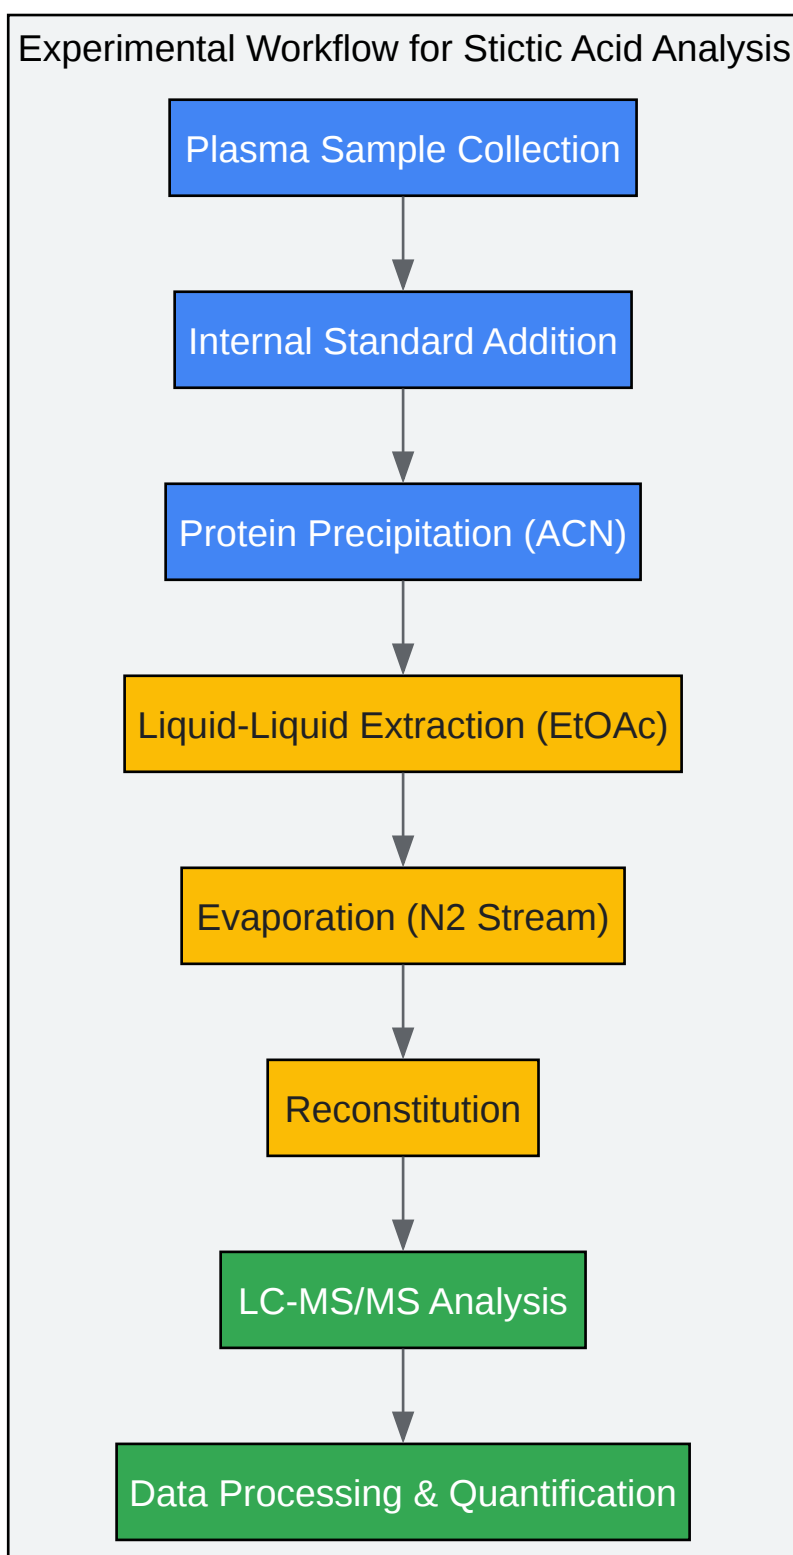 Experimental Workflow for Stictic Acid Analysis
Plasma Sample Collection
Internal Standard Addition
Protein Precipitation (ACN)
Liquid-Liquid Extraction (EtOAc)
Evaporation (N2 Stream)
Reconstitution
LC-MS/MS Analysis
Data Processing & Quantification